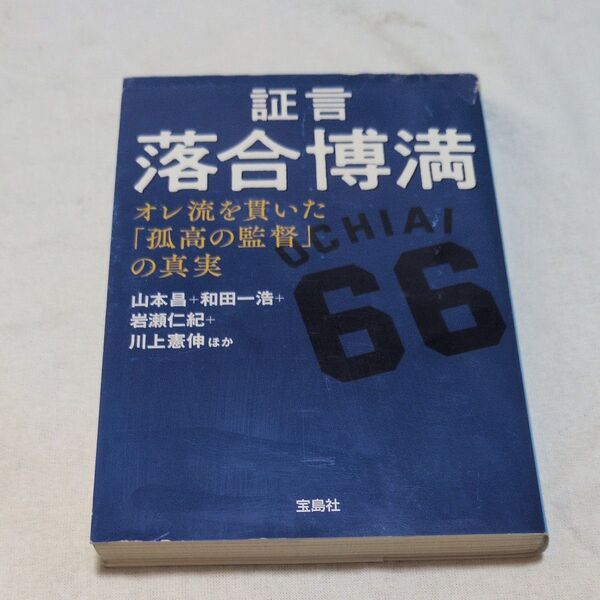 証言
落合博満
オレ流を貫いた
「孤高の監督」
の真実
OCHIAI
66
山本昌+和田一浩+
岩瀬仁紀+
川上憲伸ほか
宝島社